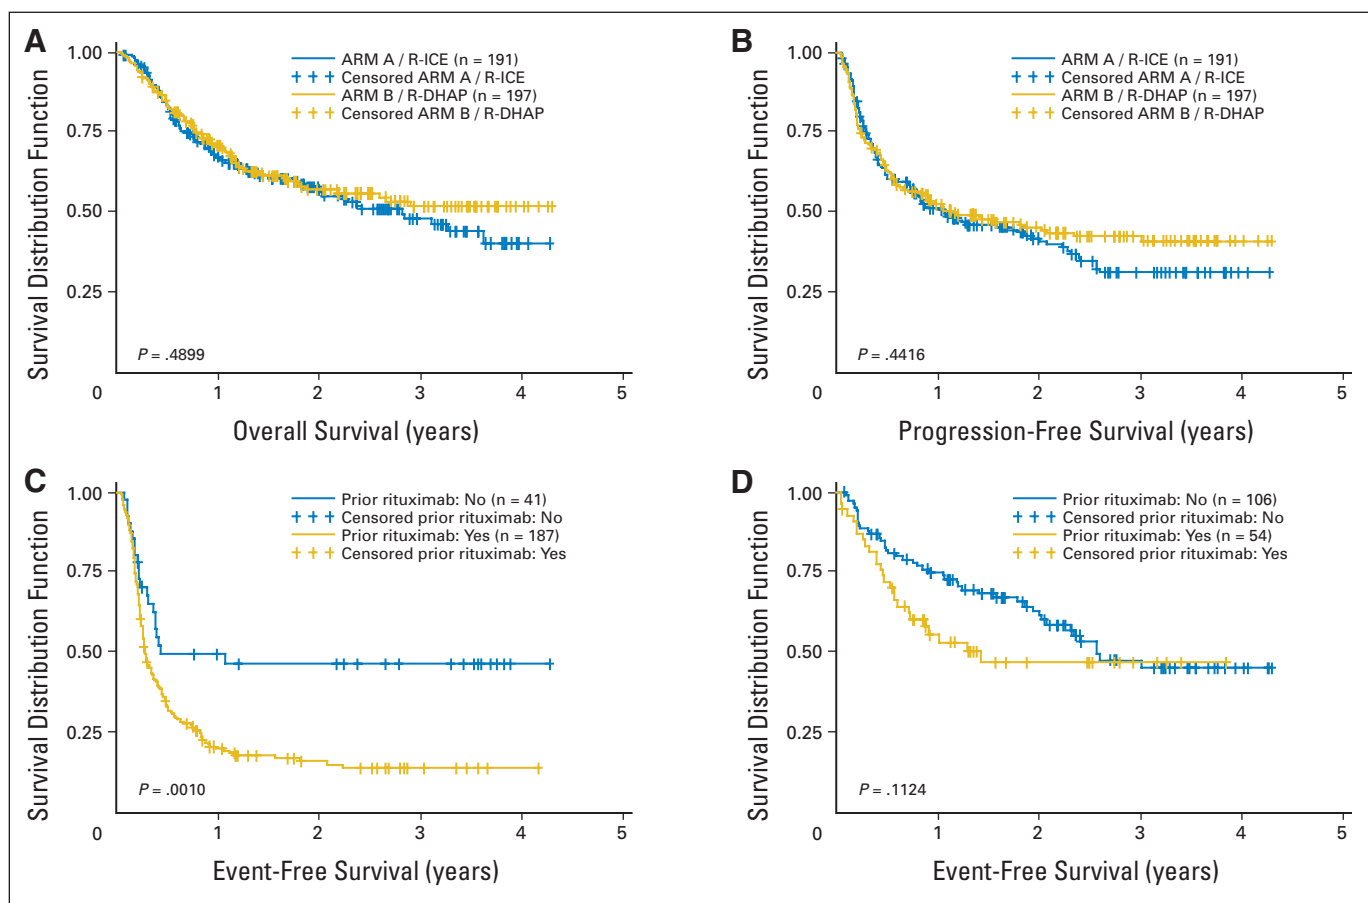 A
Survival Distribution Function
1.00
0.75
0.50
0.25
0
1
2
3
4
5
ARM A / R-ICE (n = 191)
Censored ARM A / R-ICE
ARM B / R-DHAP (n = 197)
Censored ARM B / R-DHAP
P = .4899
Overall Survival (years)
B
Survival Distribution Function
1.00
0.75
0.50
0.25
0
1
2
3
4
5
ARM A / R-ICE (n = 191)
Censored ARM A / R-ICE
ARM B / R-DHAP (n = 197)
Censored ARM B / R-DHAP
P = .4416
Progression-Free Survival (years)
C
Survival Distribution Function
1.00
0.75
0.50
0.25
0
1
2
3
4
5
Prior rituximab: No (n = 41)
Censored prior rituximab: No
Prior rituximab: Yes (n = 187)
Censored prior rituximab: Yes
P = .0010
Event-Free Survival (years)
D
Survival Distribution Function
1.00
0.75
0.50
0.25
0
1
2
3
4
5
Prior rituximab: No (n = 106)
Censored prior rituximab: No
Prior rituximab: Yes (n = 54)
Censored prior rituximab: Yes
P = .1124
Event-Free Survival (years)